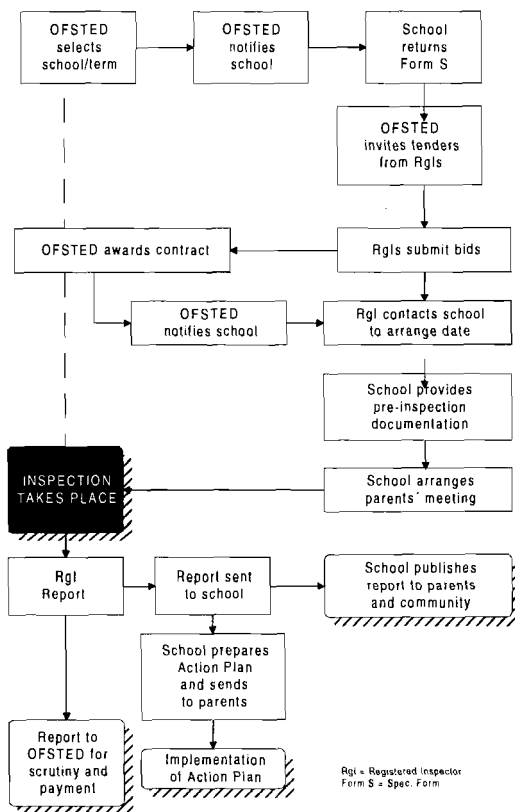 OFSTED
selects
school/term
OFSTED
notifies
school
School
returns
Form S
OFSTED
invites tenders
from RgIs
OFSTED awards contract
RgIs submit bids
OFSTED
notifies school
RgI contacts school
to arrange date
School provides
pre-inspection
documentation
INSPECTION
TAKES PLACE
School arranges
parents' meeting
RgI
Report
Report sent
to school
School publishes
report to parents
and community
School prepares
Action Plan
and sends
to parents
Report to
OFSTED for
scrutiny and
payment
Implementation
of Action Plan
RgI = Registered Inspector
Form S = Spec. Form